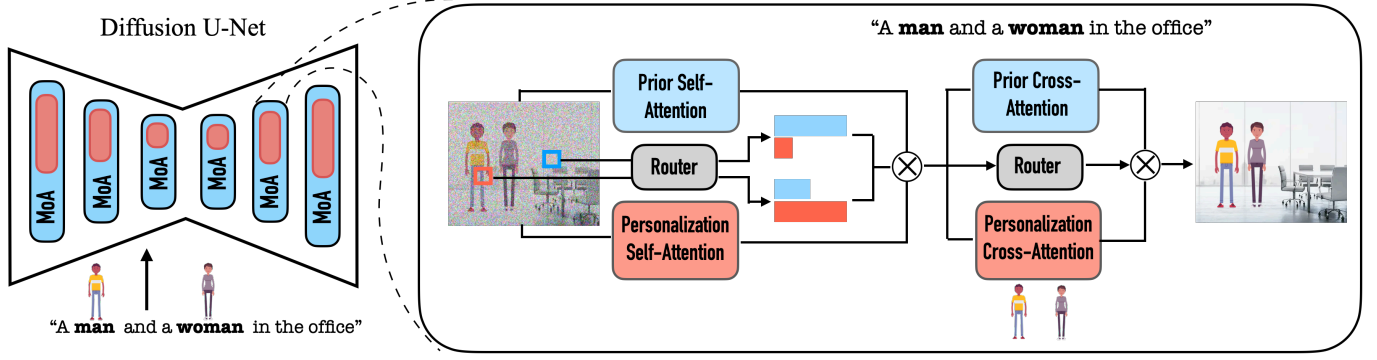 Diffusion U-Net
MoA
MoA
MoA
MoA
MoA
MoA
“A man and a woman in the office”
“A man and a woman in the office”
Prior Self-
Attention
Router
Personalization
Self-Attention
Prior Cross-
Attention
Router
Personalization
Cross-Attention